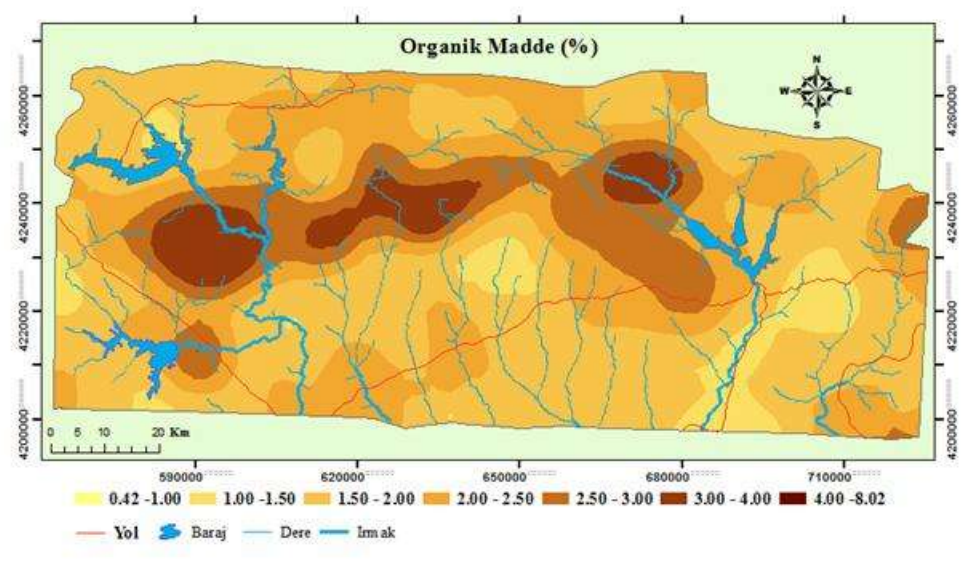 Organik Madde (%)
N
W E
S
4260000 4260000
4240000 4240000
4220000 4220000
4200000 4200000
0 5 10 20 Km
590000 620000 650000 680000 710000
0.42 -1.00 1.00 -1.50 1.50 - 2.00 2.00 - 2.50 2.50 - 3.00 3.00 - 4.00 4.00 -8.02
Yol Baraj Dere Irmak